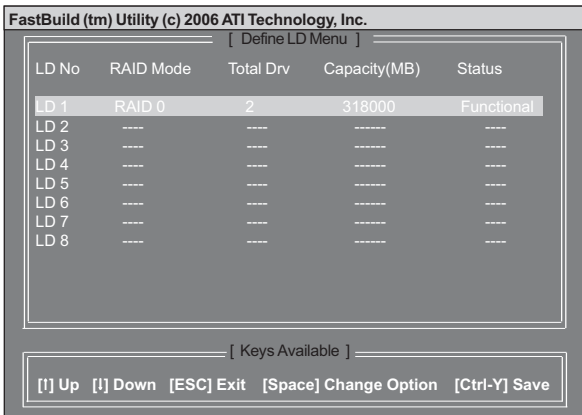 FastBuild (tm) Utility (c) 2006 ATI Technology, Inc.
[ Define LD Menu ]
LD No RAID Mode Total Drv Capacity(MB) Status
LD 1 RAID 0 2 318000 Functional
LD 2 ---- ---- ------ ----
LD 3 ---- ---- ------ ----
LD 4 ---- ---- ------ ----
LD 5 ---- ---- ------ ----
LD 6 ---- ---- ------ ----
LD 7 ---- ---- ------ ----
LD 8 ---- ---- ------ ----
[ Keys Available ]
[↑] Up [↓] Down [ESC] Exit [Space] Change Option [Ctrl-Y] Save